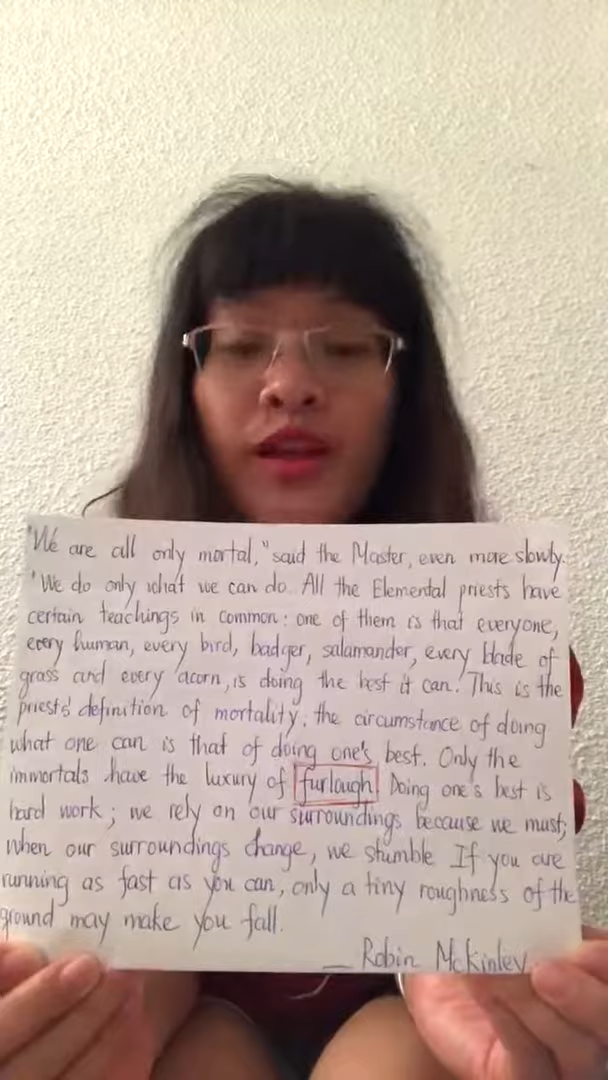 "We are all only mortal," said the Master, even more slowly.
"We do only what we can do. All the Elemental priests have
certain teachings in common: one of them is that everyone,
every human, every bird, badger, salamander, every blade of
grass and every acorn, is doing the best it can. This is the
priests' definition of mortality; the circumstance of doing
what one can is that of doing one's best. Only the
immortals have the luxury of furlough. Doing one's best is
hard work; we rely on our surroundings because we must;
when our surroundings change, we stumble. If you are
running as fast as you can, only a tiny roughness of the
ground may make you fall.
— Robin McKinley